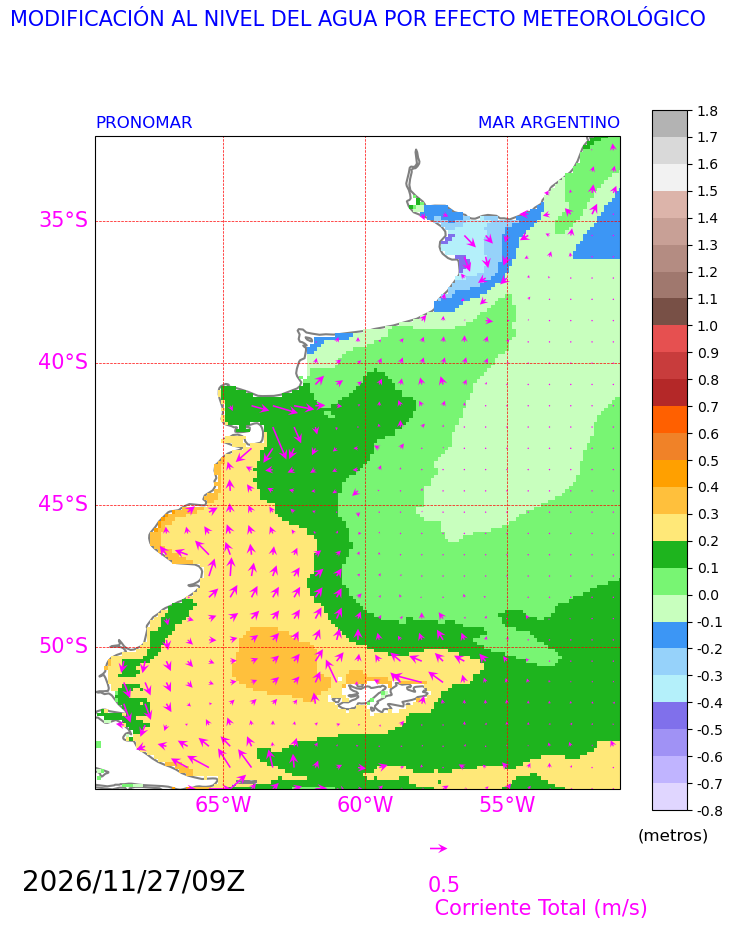 MODIFICACIÓN AL NIVEL DEL AGUA POR EFECTO METEOROLÓGICO
PRONOMAR
MAR ARGENTINO
35°S
40°S
45°S
50°S
65°W
60°W
55°W
1.8
1.7
1.6
1.5
1.4
1.3
1.2
1.1
1.0
0.9
0.8
0.7
0.6
0.5
0.4
0.3
0.2
0.1
0.0
-0.1
-0.2
-0.3
-0.4
-0.5
-0.6
-0.7
-0.8
(metros)
2026/11/27/09Z
0.5
Corriente Total (m/s)